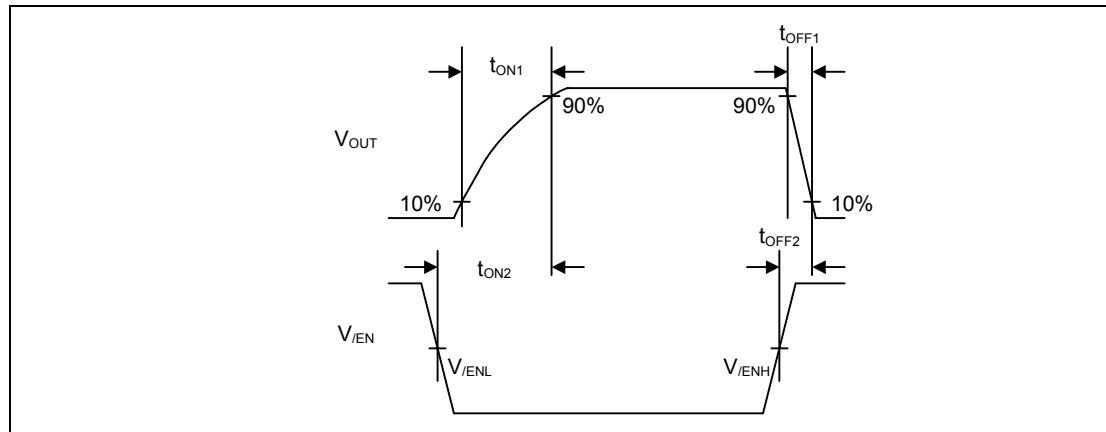 tOFF1
tON1
90% 90%
VOUT
10% 10%
tOFF2
tON2
V/EN
V/ENL V/ENH